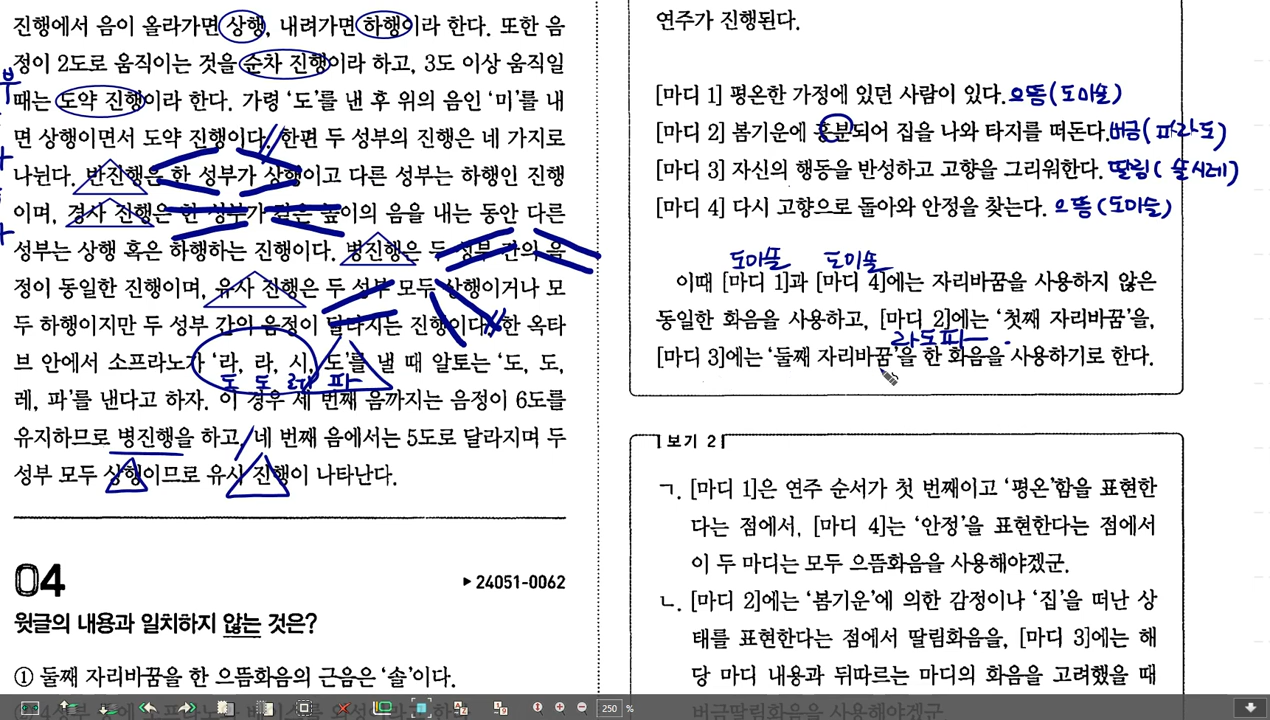 진행에서 음이 올라가면 상행, 내려가면 하행이라 한다. 또한 음
정이 2도로 움직이는 것을 순차 진행이라 하고, 3도 이상 움직일
때는 도약 진행이라 한다. 가령 '도'를 낸 후 위의 음인 '미'를 내
면 상행이면서 도약 진행이다. 한편 두 성부의 진행은 네 가지로
나뉜다. 반진행은 한 성부가 상행이고 다른 성부는 하행인 진행
이며, 경사 진행은 한 성부가 같은 높이의 음을 내는 동안 다른
성부는 상행 혹은 하행하는 진행이다. 병진행은 두 성부 간의 음
정이 동일한 진행이며, 유사 진행은 두 성부 모두 상행이거나 모
두 하행이지만 두 성부 간의 음정이 달라지는 진행이다. 한 옥타
브 안에서 소프라노가 '라, 라, 시, 도'를 낼 때 알토는 '도, 도,
도 도 레 파
레, 파'를 낸다고 하자. 이 경우 세 번째 음까지는 음정이 6도를
유지하므로 병진행을 하고, 네 번째 음에서는 5도로 달라지며 두
성부 모두 상행이므로 유사 진행이 나타난다.
04
▶ 24051-0062
윗글의 내용과 일치하지 않는 것은?
① 둘째 자리바꿈을 한 으뜸화음의 근음은 '솔'이다.
연주가 진행된다.
[마디 1] 평온한 가정에 있던 사람이 있다. 으뜸(도미솔)
[마디 2] 봄기운에 흥분되어 집을 나와 타지를 떠돈다. 버금(파라도)
[마디 3] 자신의 행동을 반성하고 고향을 그리워한다. 딸림(솔시레)
[마디 4] 다시 고향으로 돌아와 안정을 찾는다. 으뜸(도미솔)
도미솔 도미솔
이때 [마디 1]과 [마디 4]에는 자리바꿈을 사용하지 않은
동일한 화음을 사용하고, [마디 2]에는 '첫째 자리바꿈'을,
라도파
[마디 3]에는 '둘째 자리바꿈'을 한 화음을 사용하기로 한다.
보기 2
ㄱ. [마디 1]은 연주 순서가 첫 번째이고 '평온'함을 표현한
다는 점에서, [마디 4]는 '안정'을 표현한다는 점에서
이 두 마디는 모두 으뜸화음을 사용해야겠군.
ㄴ. [마디 2]에는 '봄기운'에 의한 감정이나 '집'을 떠난 상
태를 표현한다는 점에서 딸림화음을, [마디 3]에는 해
당 마디 내용과 뒤따르는 마디의 화음을 고려했을 때
버금딸림화음을 사용해야겠군
250 %